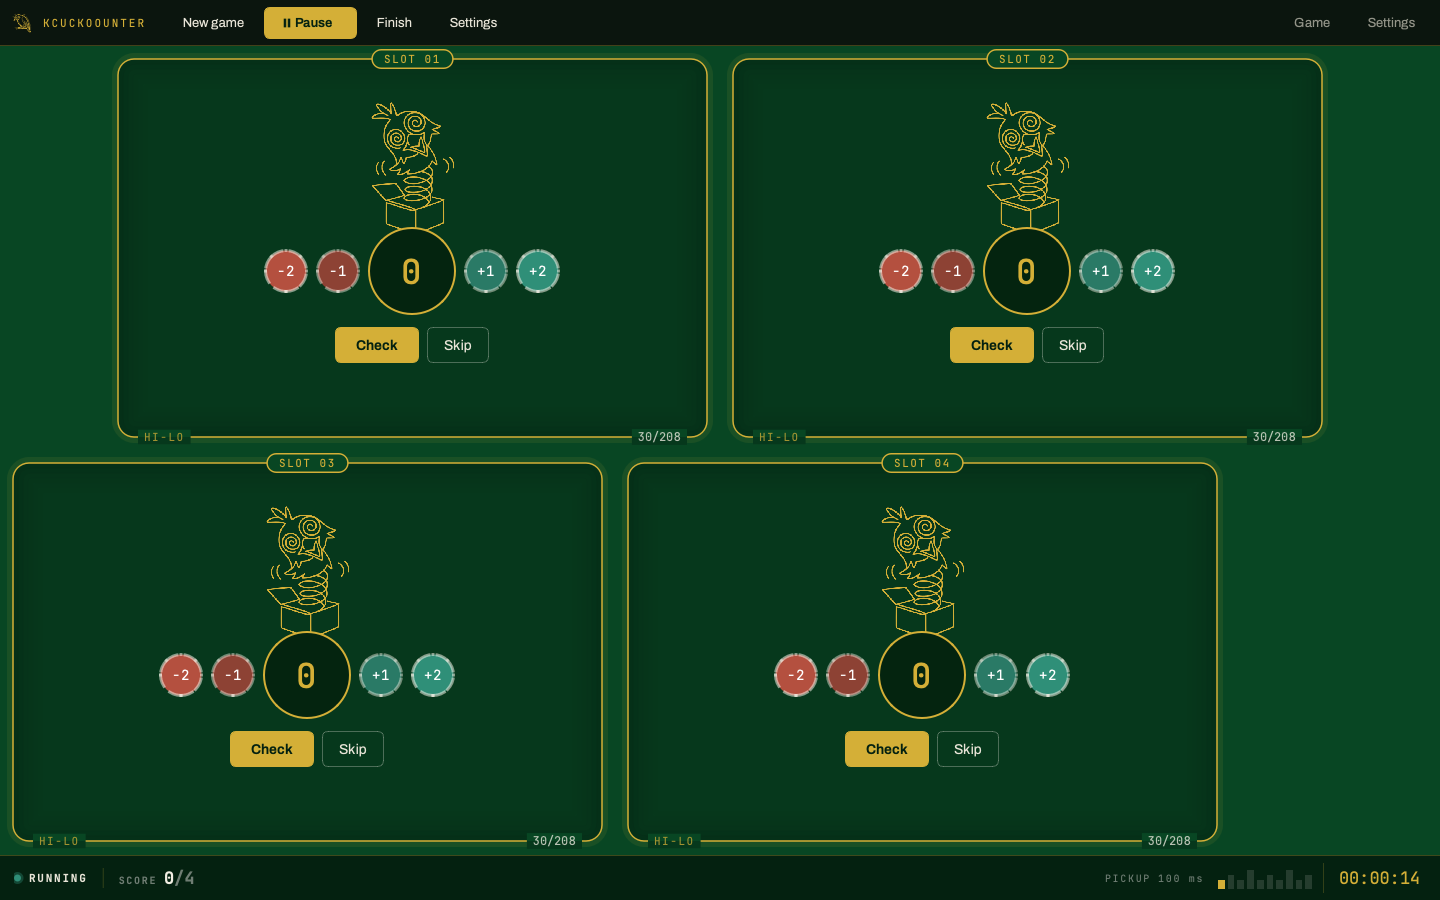 KCUCKOOUNTER New game Pause Finish Settings Game Settings
SLOT 01 SLOT 02
-2 -1 0 +1 +2 -2 -1 0 +1 +2
Check Skip Check Skip
HI-LO 30/208 HI-LO 30/208
SLOT 03 SLOT 04
-2 -1 0 +1 +2 -2 -1 0 +1 +2
Check Skip Check Skip
HI-LO 30/208 HI-LO 30/208
RUNNING SCORE 0/4 PICKUP 100 ms 00:00:14